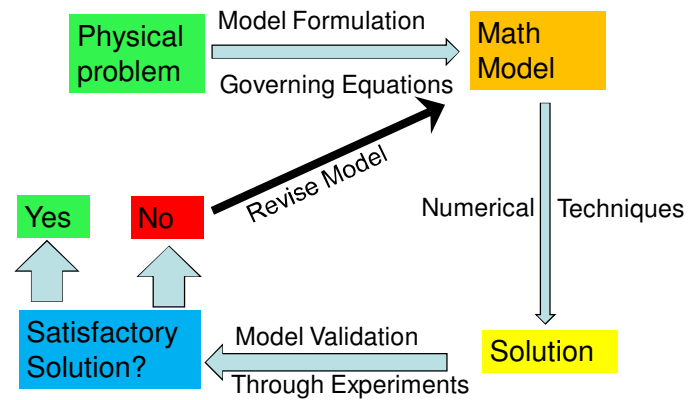 Physical
problem
Model Formulation
Governing Equations
Math
Model
Revise Model
Numerical Techniques
Yes
No
Satisfactory
Solution?
Model Validation
Through Experiments
Solution